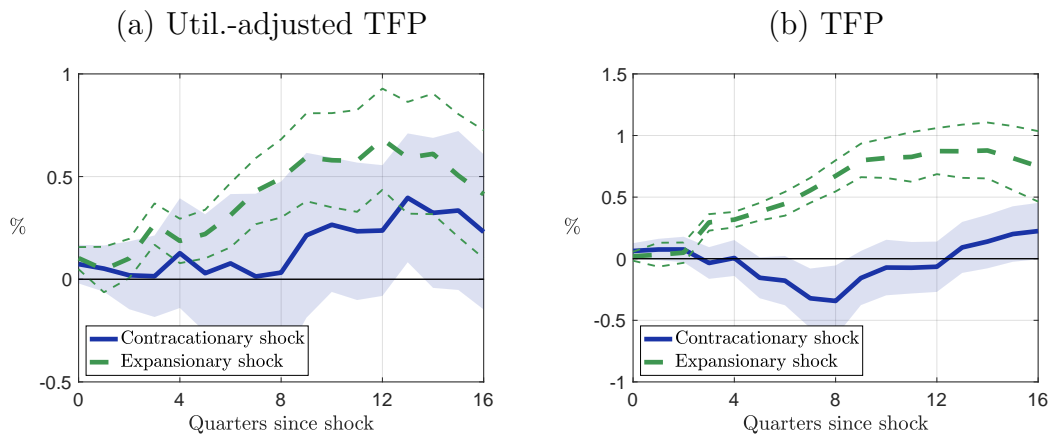 (a) Util.-adjusted TFP
1
0.5
0
-0.5
%
0
4
8
12
16
Quarters since shock
Contracationary shock
Expansionary shock
(b) TFP
1.5
1
0.5
0
-0.5
-1
%
0
4
8
12
16
Quarters since shock
Contracationary shock
Expansionary shock